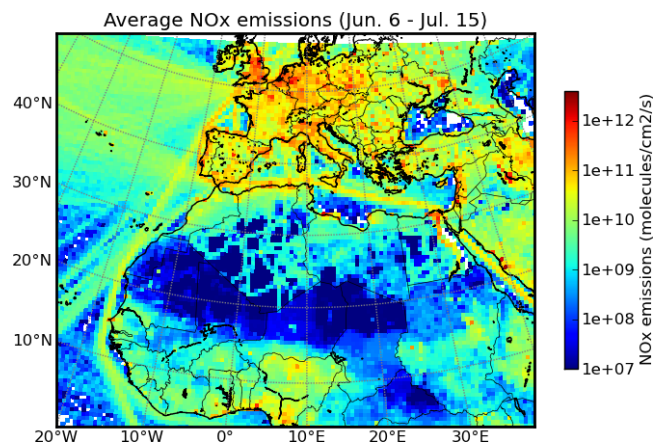 Average NOx emissions (Jun. 6 - Jul. 15)
40°N
30°N
20°N
10°N
20°W
10°W
0°
10°E
20°E
30°E
1e+12
1e+11
1e+10
1e+09
1e+08
1e+07
NOx emissions (molecules/cm2/s)